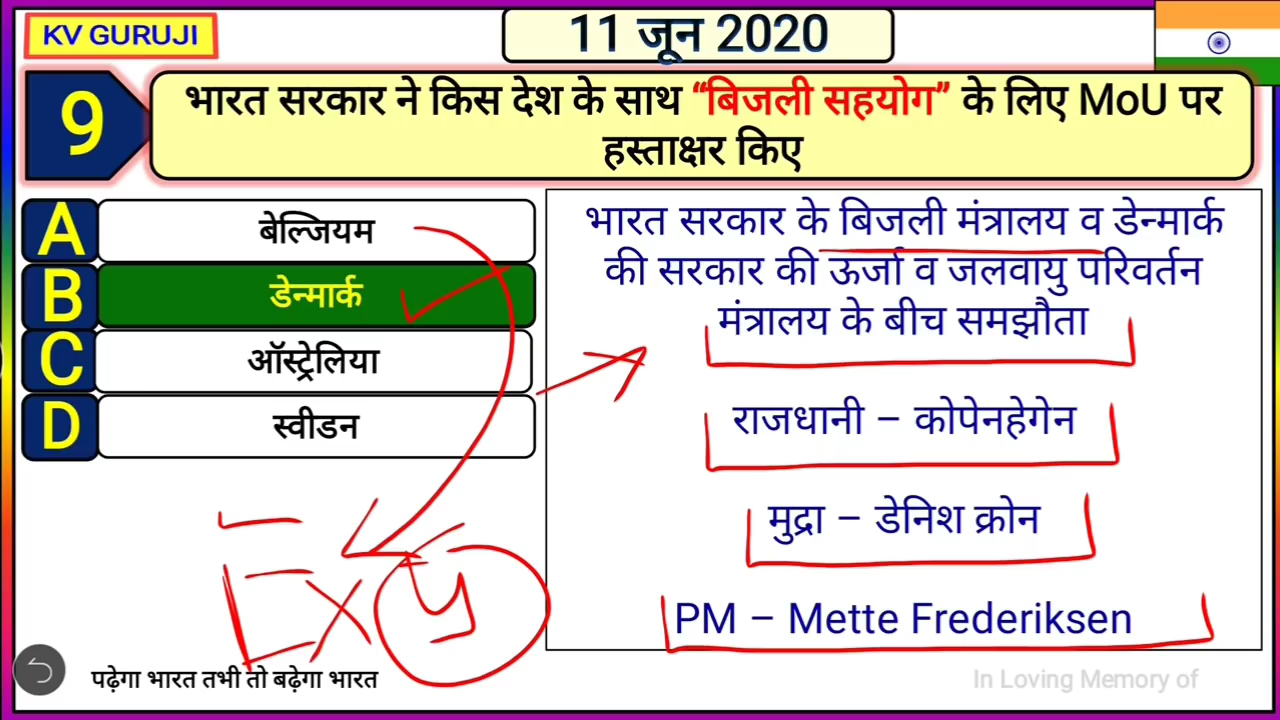 KV GURUJI
11 जून 2020
9
भारत सरकार ने किस देश के साथ “बिजली सहयोग” के लिए MoU पर
हस्ताक्षर किए
A
बेल्जियम
B
डेन्मार्क
C
ऑस्ट्रेलिया
D
स्वीडन
भारत सरकार के बिजली मंत्रालय व डेन्मार्क
की सरकार की ऊर्जा व जलवायु परिवर्तन
मंत्रालय के बीच समझौता
राजधानी – कोपेनहेगेन
मुद्रा – डेनिश क्रोन
PM – Mette Frederiksen
पढ़ेगा भारत तभी तो बढ़ेगा भारत
In Loving Memory of